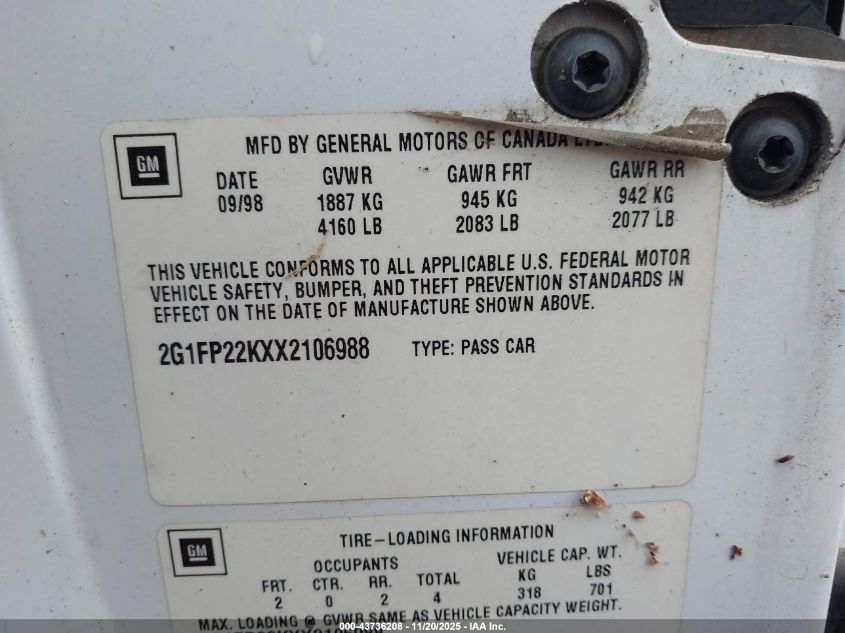 GM
MFD BY GENERAL MOTORS OF CANADA
DATE GVWR GAWR FRT GAWR RR
09/98 1887 KG 945 KG 942 KG
4160 LB 2083 LB 2077 LB
THIS VEHICLE CONFORMS TO ALL APPLICABLE U.S. FEDERAL MOTOR
VEHICLE SAFETY, BUMPER, AND THEFT PREVENTION STANDARDS IN
EFFECT ON THE DATE OF MANUFACTURE SHOWN ABOVE.
2G1FP22KXX2106988 TYPE: PASS CAR
GM
TIRE-LOADING INFORMATION
OCCUPANTS VEHICLE CAP. WT.
FRT. CTR. RR. TOTAL KG LBS
2 0 2 4 318 701
MAX. LOADING @ GVWR SAME AS VEHICLE CAPACITY WEIGHT.
© -- 43736208 -- 11/20/2025 -- IAA Inc.